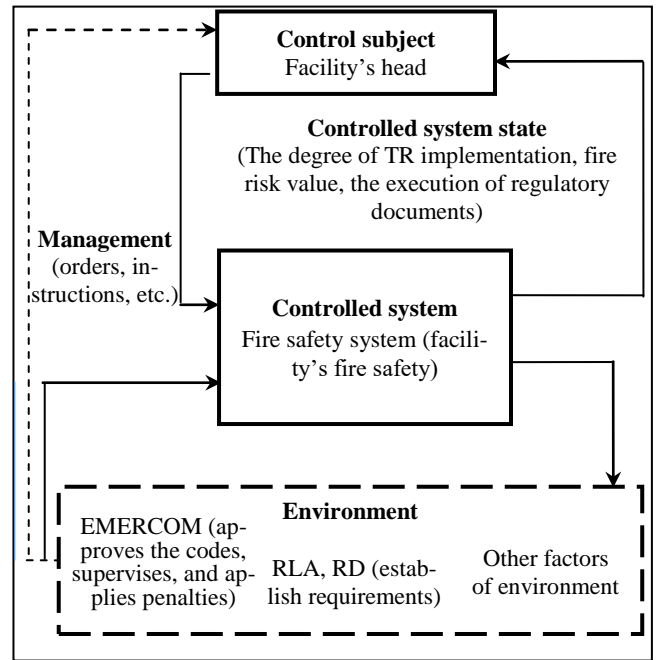 Control subject
Facility's head
Controlled system state
(The degree of TR implementation, fire
risk value, the execution of regulatory
documents)
Management
(orders, in-
structions, etc.)
Controlled system
Fire safety system (facili-
ty's fire safety)
Environment
EMERCOM (ap-
proves the codes,
supervises, and ap-
plies penalties)
RLA, RD (estab-
lish requirements)
Other factors
of environment